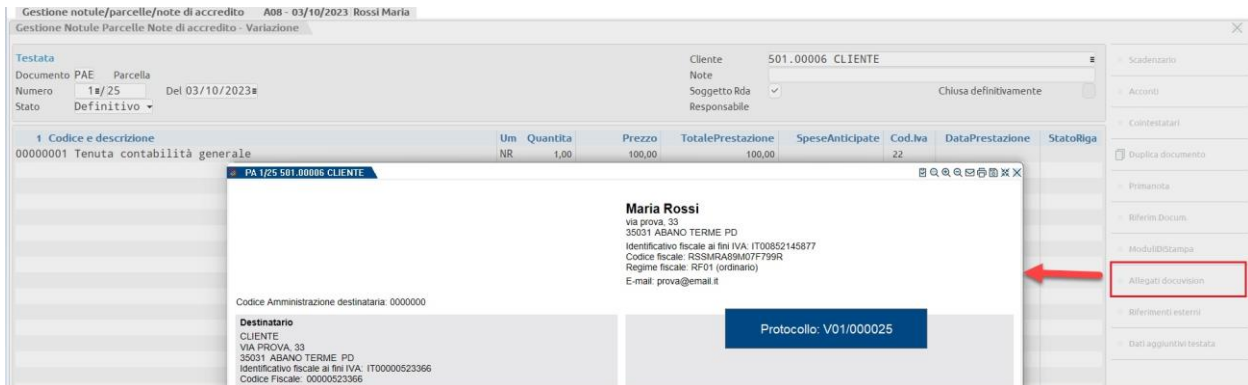 Gestione notule/parcelle/note di accredito A08 - 03/10/2023 Rossi Maria
Gestione Notule Parcelle Note di accredito - Variazione
Testata
Documento PAE Parcella
Numero 1/25 Del 03/10/2023
Stato Definitivo
Cliente 501.00006 CLIENTE
Note
Soggetto Rda Chiusa definitivamente
Responsabile
1 Codice e descrizione Um Quantita Prezzo TotalePrestazione SpeseAnticipate Cod.Iva DataPrestazione StatoRiga
00000001 Tenuta contabilità generale NR 1,00 100,00 100,00 22
PA 1/25 501.00006 CLIENTE
Maria Rossi
via prova, 33
35031 ABANO TERME PD
Identificativo fiscale ai fini IVA: IT00852145877
Codice fiscale: RSSMRA89M07F799R
Regime fiscale: RF01 (ordinario)
E-mail: prova@email.it
Codice Amministrazione destinataria: 0000000
Destinatario
CLIENTE
VIA PROVA, 33
35031 ABANO TERME PD
Identificativo fiscale ai fini IVA: IT00000523366
Codice Fiscale: 00000523366
Protocollo: V01/000025
Scadenzario
Acconti
Cointestatari
Duplica documento
Primanota
Riferim.Docum.
ModuliDiStampa
Allegati docuvision
Riferimenti esterni
Dati aggiuntivi testata